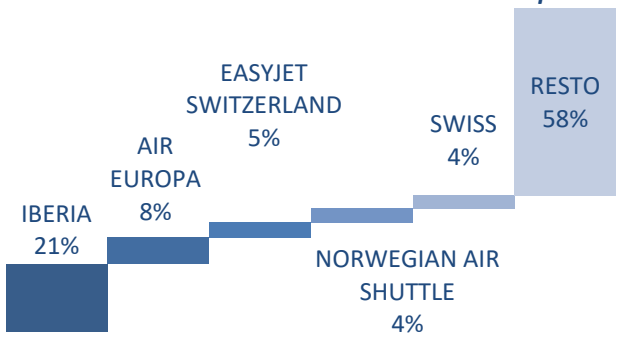 IBERIA
21%
AIR
EUROPA
8%
EASYJET
SWITZERLAND
5%
NORWEGIAN AIR
SHUTTLE
4%
SWISS
4%
RESTO
58%